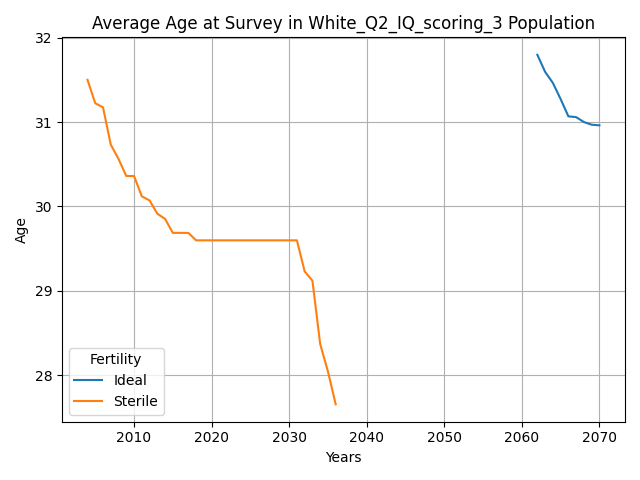 Average Age at Survey in White_Q2_IQ_scoring_3 Population
32
31
30
29
28
Age
Fertility
Ideal
Sterile
2010 2020 2030 2040 2050 2060 2070
Years